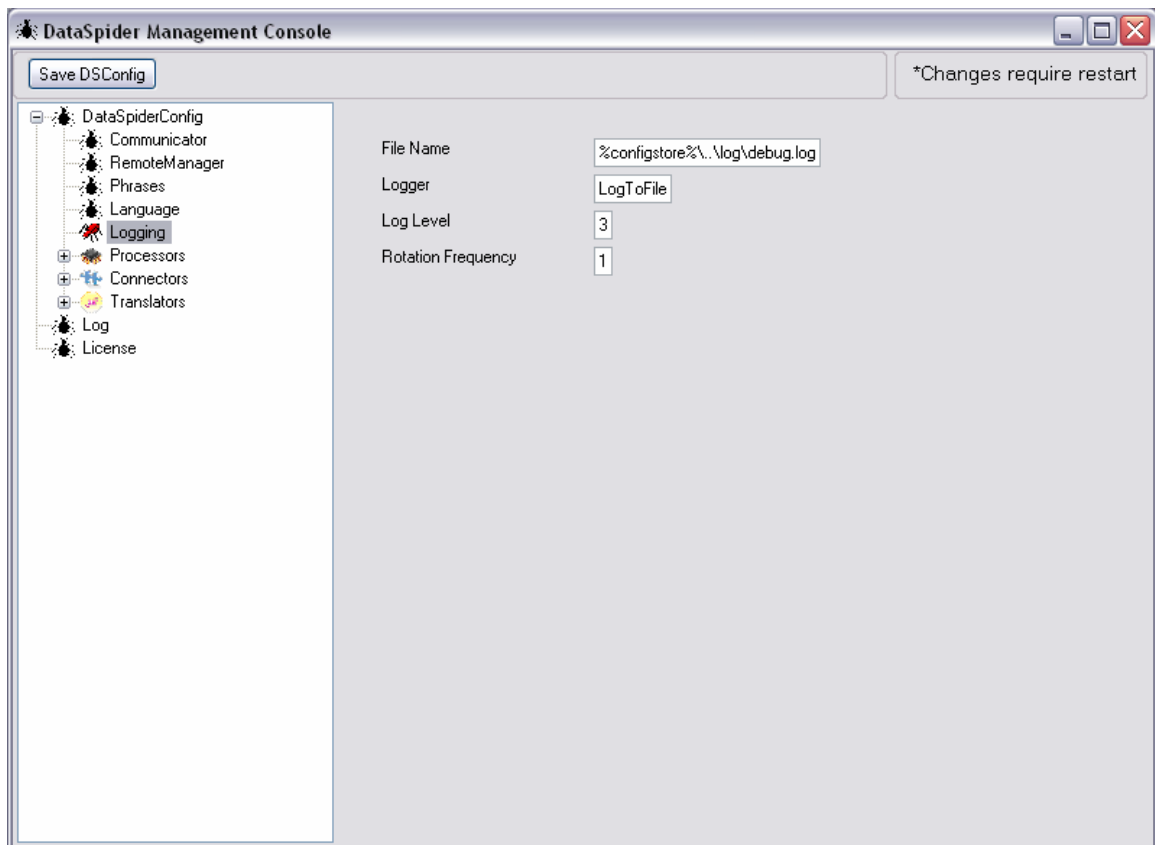 DataSpider Management Console
Save DSConfig
*Changes require restart
DataSpiderConfig
Communicator
RemoteManager
Phrases
Language
Logging
Processors
Connectors
Translators
Log
License
File Name %configstore%\..\log\debug.log
Logger LogToFile
Log Level 3
Rotation Frequency 1